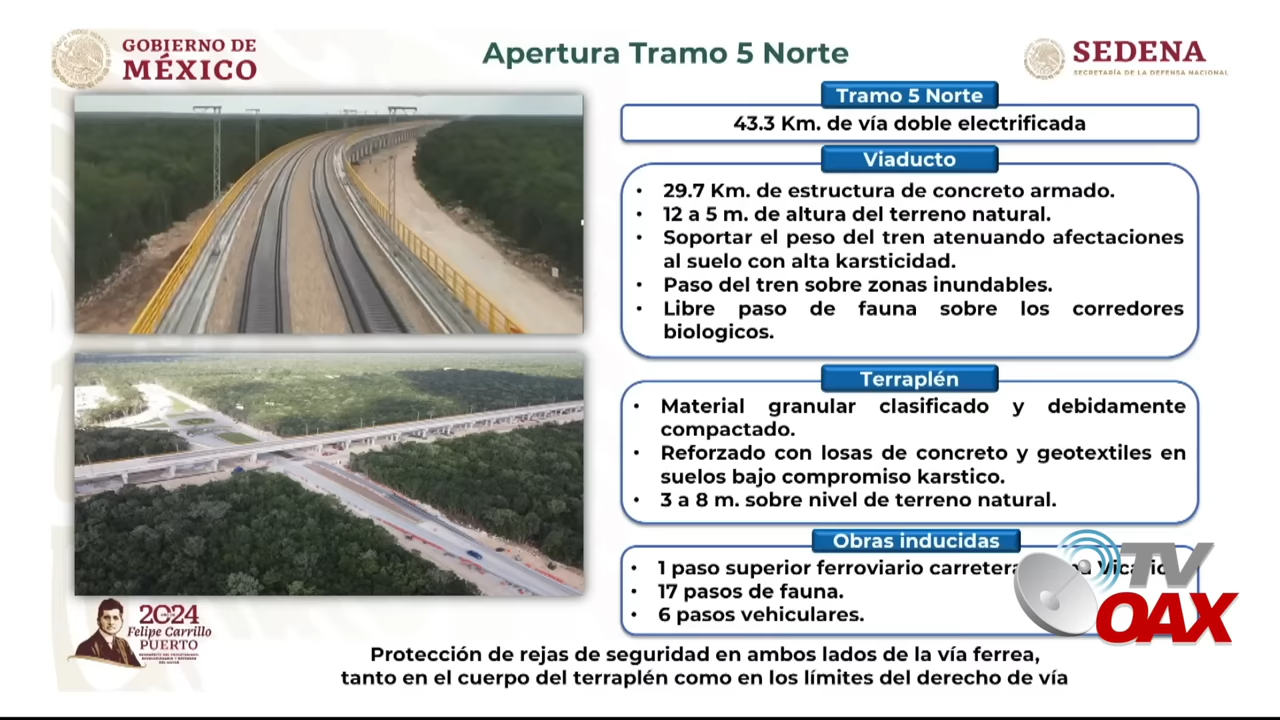 GOBIERNO DE
MÉXICO
Apertura Tramo 5 Norte
SEDENA
SECRETARÍA DE LA DEFENSA NACIONAL
Tramo 5 Norte
43.3 Km. de vía doble electrificada
Viaducto
• 29.7 Km. de estructura de concreto armado.
• 12 a 5 m. de altura del terreno natural.
• Soportar el peso del tren atenuando afectaciones
al suelo con alta karsticidad.
• Paso del tren sobre zonas inundables.
• Libre paso de fauna sobre los corredores
biologicos.
Terraplén
• Material granular clasificado y debidamente
compactado.
• Reforzado con losas de concreto y geotextiles en
suelos bajo compromiso karstico.
• 3 a 8 m. sobre nivel de terreno natural.
Obras inducidas
• 1 paso superior ferroviario carretera
• 17 pasos de fauna.
• 6 pasos vehiculares.
TV
OAX
2024
Felipe Carrillo
PUERTO
Protección de rejas de seguridad en ambos lados de la vía ferrea,
tanto en el cuerpo del terraplén como en los límites del derecho de vía